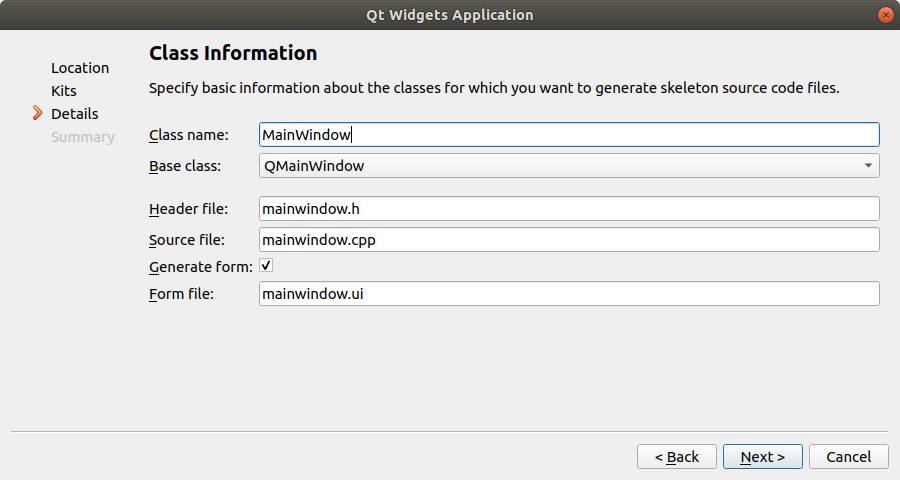 Qt Widgets Application
Location
Kits
Details
Summary
Class Information
Specify basic information about the classes for which you want to generate skeleton source code files.
Class name: MainWindow
Base class: QMainWindow
Header file: mainwindow.h
Source file: mainwindow.cpp
Generate form:
Form file: mainwindow.ui
< Back Next > Cancel